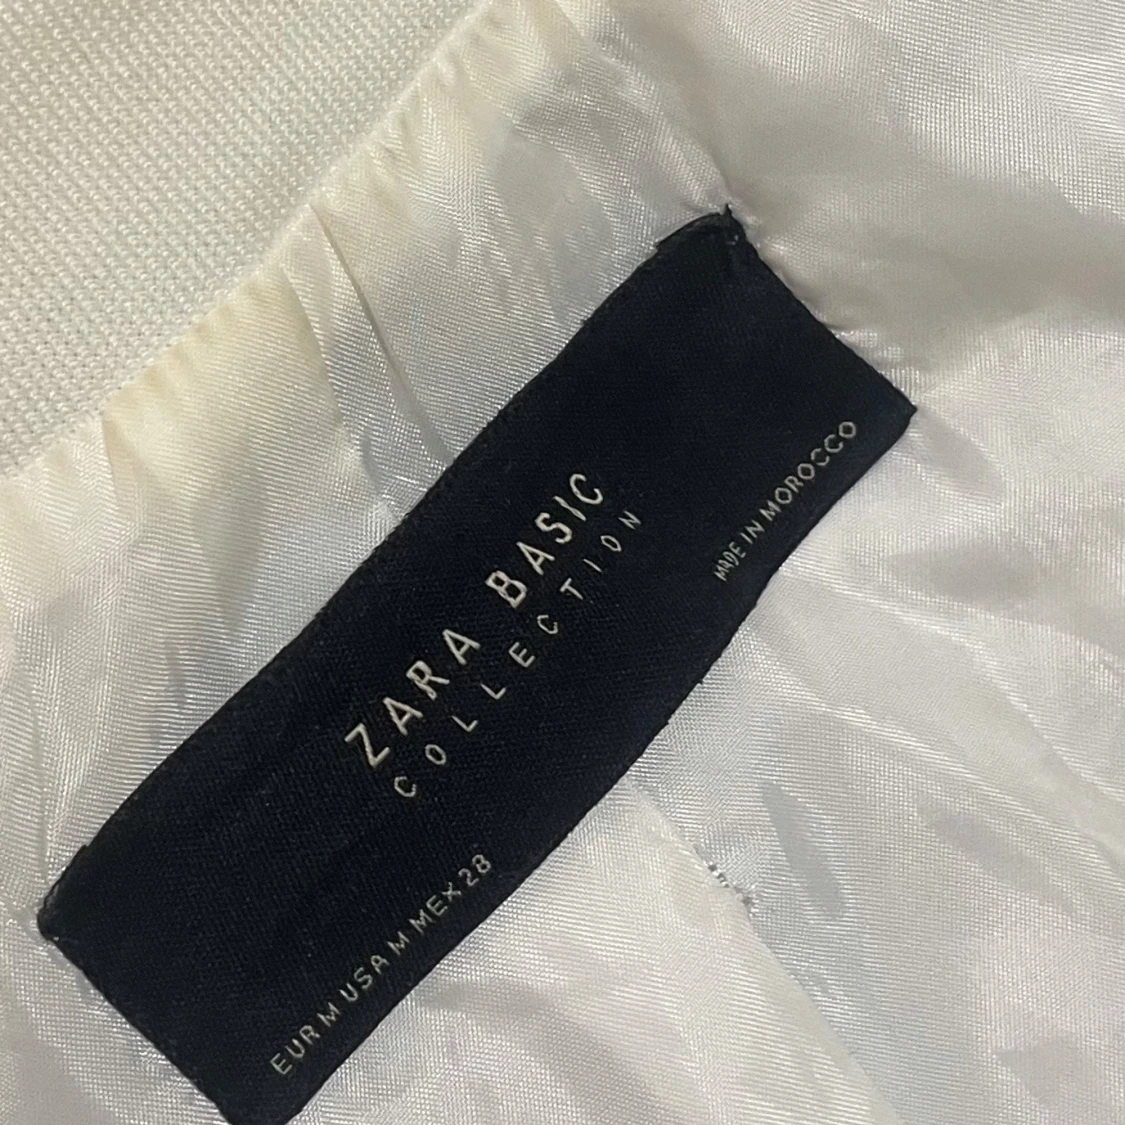 ZARA BASIC
COLLECTION
EUR M USA M MEX 28
MADE IN MOROCCO